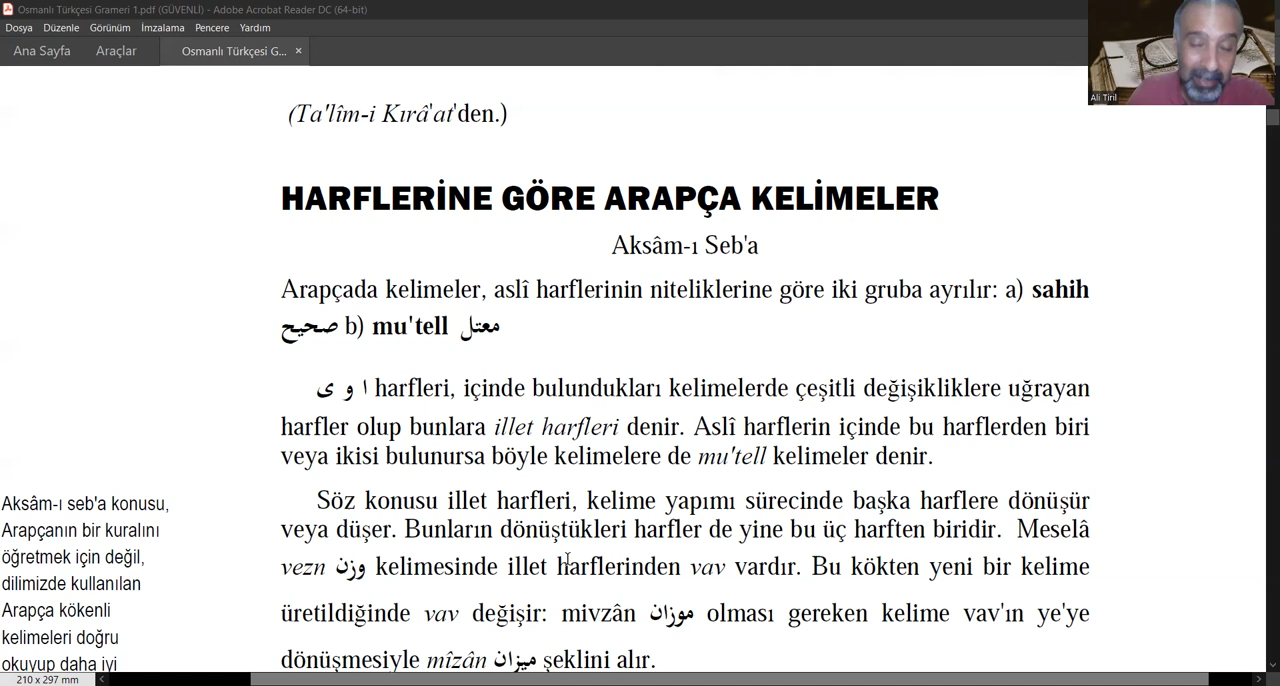 Osmanlı Türkçesi Grameri 1.pdf (GÜVENLİ) - Adobe Acrobat Reader DC (64-bit)
Dosya Düzenle Görünüm İmzalama Pencere Yardım
Ana Sayfa Araçlar Osmanlı Türkçesi G... ×
Ali Tiril
(Ta'lîm-i Kırâ'at'den.)
HARFLERİNE GÖRE ARAPÇA KELİMELER
Aksâm-ı Seb'a
Arapçada kelimeler, aslî harflerinin niteliklerine göre iki gruba ayrılır: a) sahih
صحيح b) mu'tell معتل
ا و ى harfleri, içinde bulundukları kelimelerde çeşitli değişikliklere uğrayan
harfler olup bunlara illet harfleri denir. Aslî harflerin içinde bu harflerden biri
veya ikisi bulunursa böyle kelimelere de mu'tell kelimeler denir.
Söz konusu illet harfleri, kelime yapımı sürecinde başka harflere dönüşür
veya düşer. Bunların dönüştükleri harfler de yine bu üç harften biridir. Meselâ
vezn وزن kelimesinde illet harflerinden vav vardır. Bu kökten yeni bir kelime
üretildiğinde vav değişir: mivzân موزان olması gereken kelime vav'ın ye'ye
dönüşmesiyle mîzân ميزان şeklini alır.
Aksâm-ı seb'a konusu,
Arapçanın bir kuralını
öğretmek için değil,
dilimizde kullanılan
Arapça kökenli
kelimeleri doğru
okuyup daha iyi
210 x 297 mm